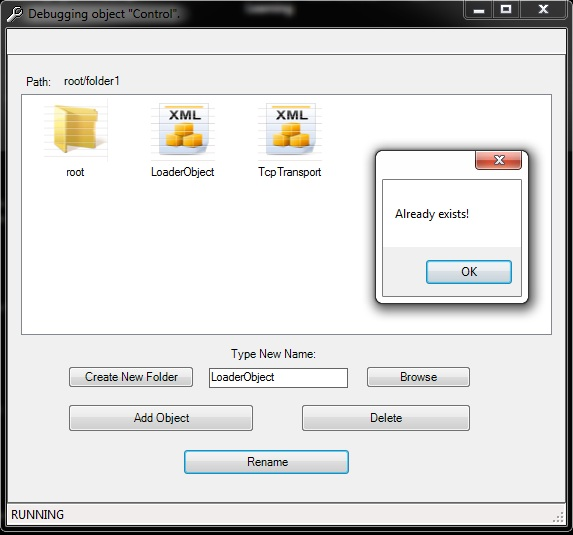 Debugging object "Control".
Path: root/folder1
XML
XML
root
LoaderObject
TcpTransport
Already exists!
OK
Type New Name:
Create New Folder
LoaderObject
Browse
Add Object
Delete
Rename
RUNNING